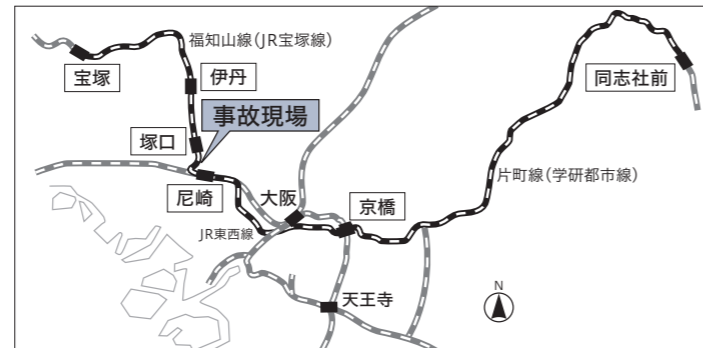 福知山線(JR宝塚線)
宝塚
伊丹
同志社前
事故現場
塚口
片町線(学研都市線)
尼崎
大阪
京橋
JR東西線
天王寺
N